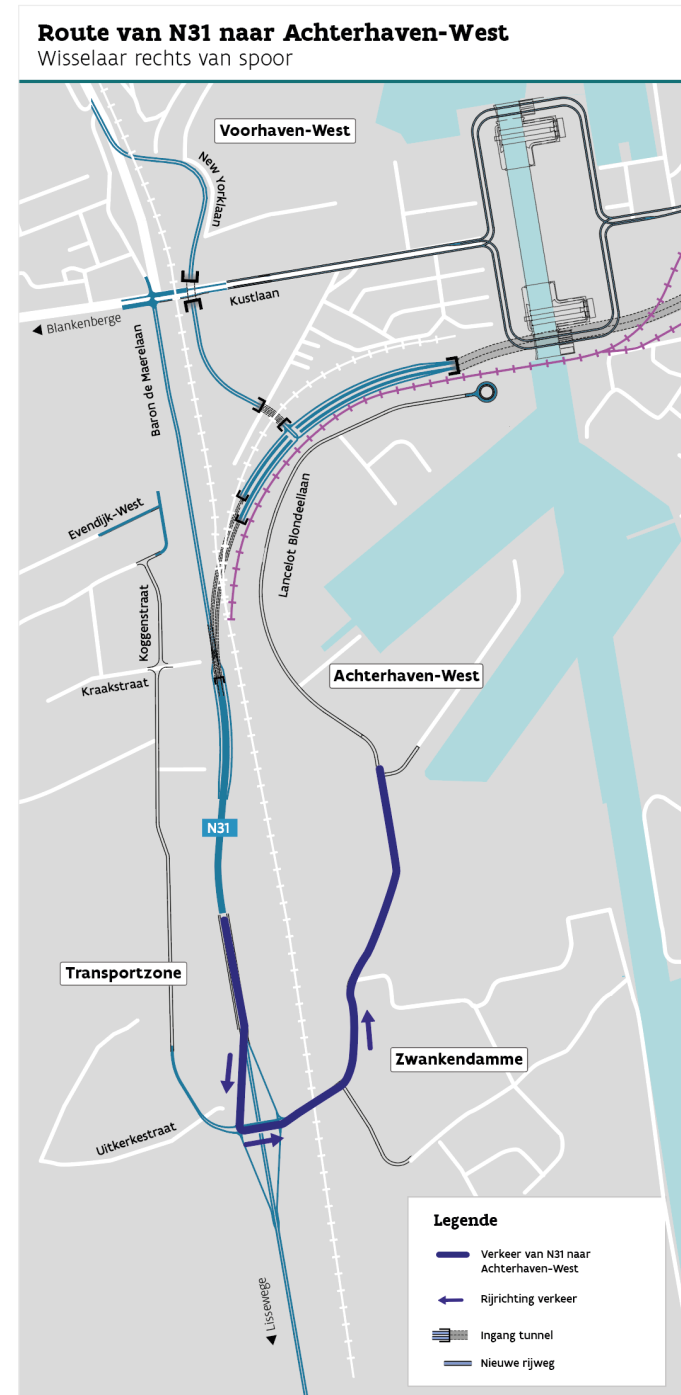 Route van N31 naar Achterhaven-West
Wisselaar rechts van spoor
Voorhaven-West
New Yorklaan
Kustlaan
◀ Blankenberge
Baron de Maerelaan
Evendijk-West
Lancelot Blondeellaan
Koggenstraat
Kraakstraat
Achterhaven-West
N31
Transportzone
Zwankendamme
Uitkerkestraat
◀ Lissewege
Legende
Verkeer van N31 naar
Achterhaven-West
Rijrichting verkeer
Ingang tunnel
Nieuwe rijweg